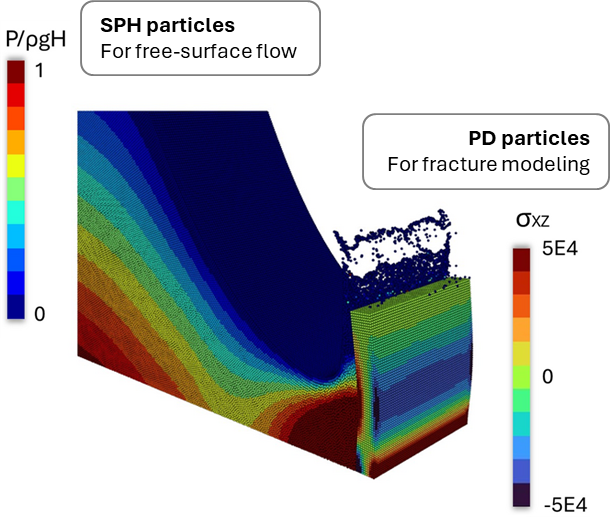 SPH particles
For free-surface flow
P/ρgH
1
0
PD particles
For fracture modeling
σXZ
5E4
0
-5E4